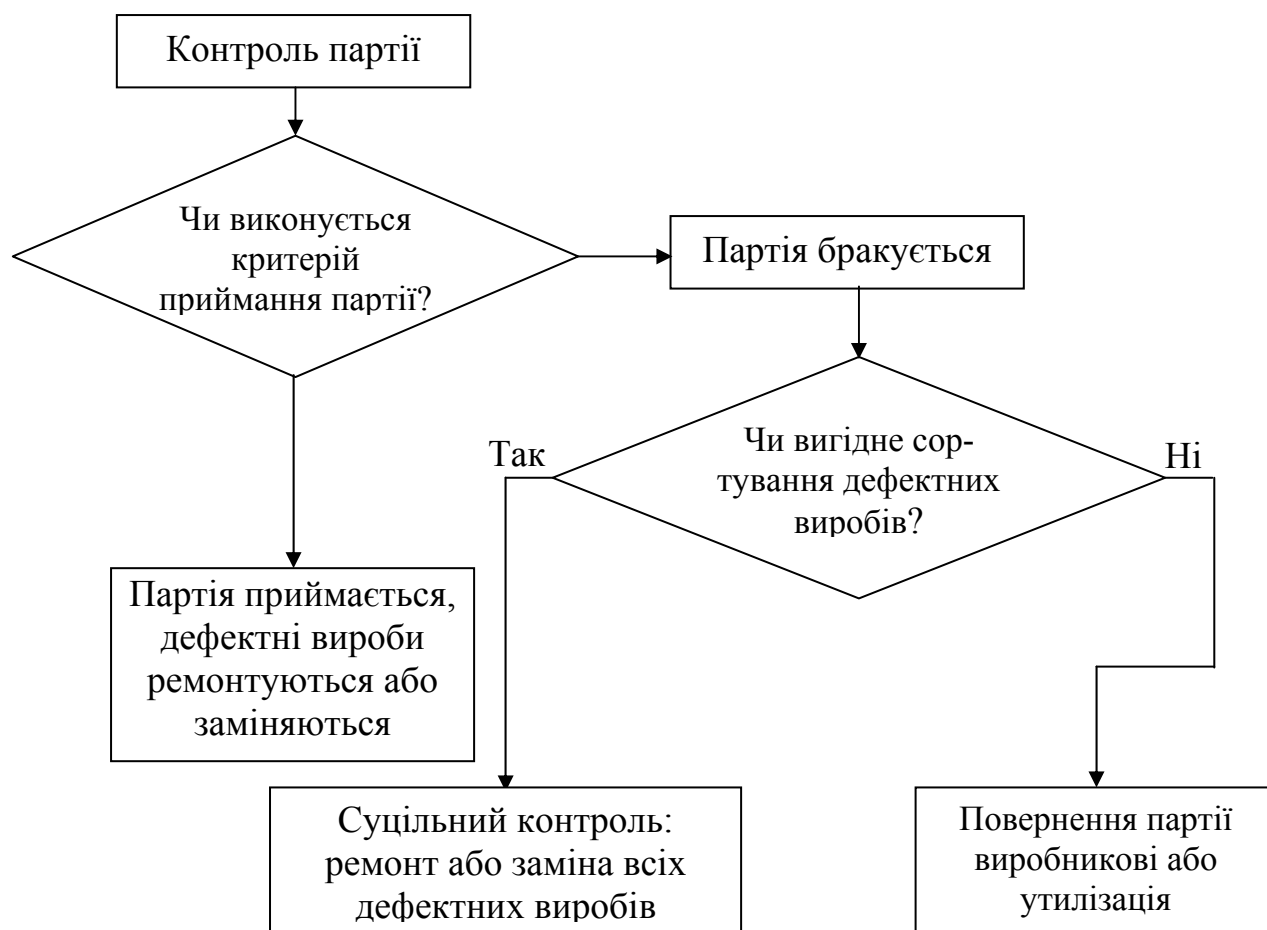 Контроль партії
Чи виконується
критерій
приймання партії?
Партія бракується
Чи вигідне сор-
тування дефектних
виробів?
Так
Ні
Партія приймається,
дефектні вироби
ремонтуються або
заміняються
Суцільний контроль:
ремонт або заміна всіх
дефектних виробів
Повернення партії
виробникові або
утилізація